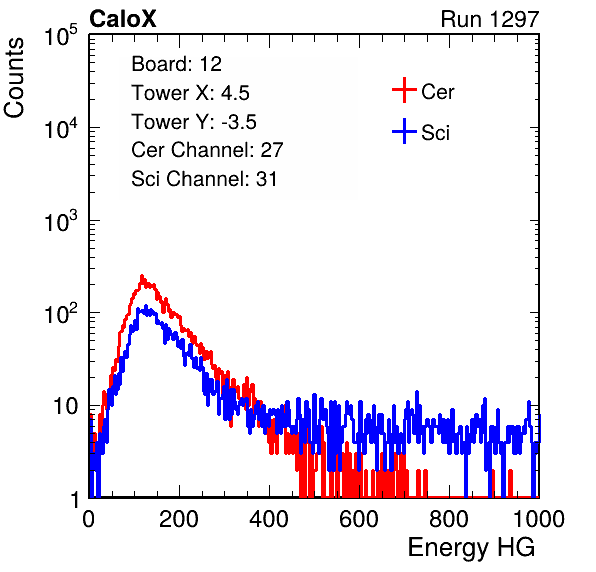 CaloX Run 1297
Counts
Board: 12
Tower X: 4.5
Tower Y: -3.5
Cer Channel: 27
Sci Channel: 31
Cer
Sci
10^5
10^4
10^3
10^2
10
1
0 200 400 600 800 1000
Energy HG